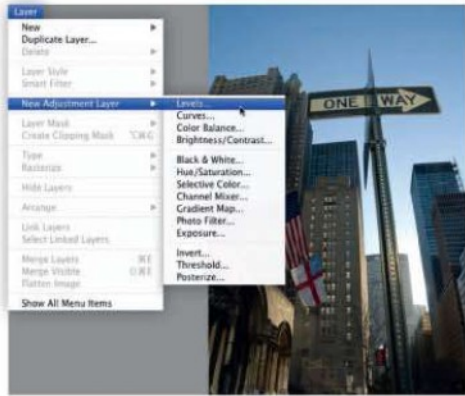 Layer
New
Duplicate Layer...
Delete
Layer Style
Smart Filter
New Adjustment Layer
Layer Mask
Create Clipping Mask ⌥⌘G
Type
Rasterize
Hide Layers
Arrange
Link Layers
Select Linked Layers
Merge Layers ⌘E
Merge Visible ⇧⌘E
Flatten Image
Show All Menu Items
Levels...
Curves...
Color Balance...
Brightness/Contrast...
Black & White...
Hue/Saturation...
Selective Color...
Channel Mixer...
Gradient Map...
Photo Filter...
Exposure...
Invert...
Threshold...
Posterize...
ONE WAY